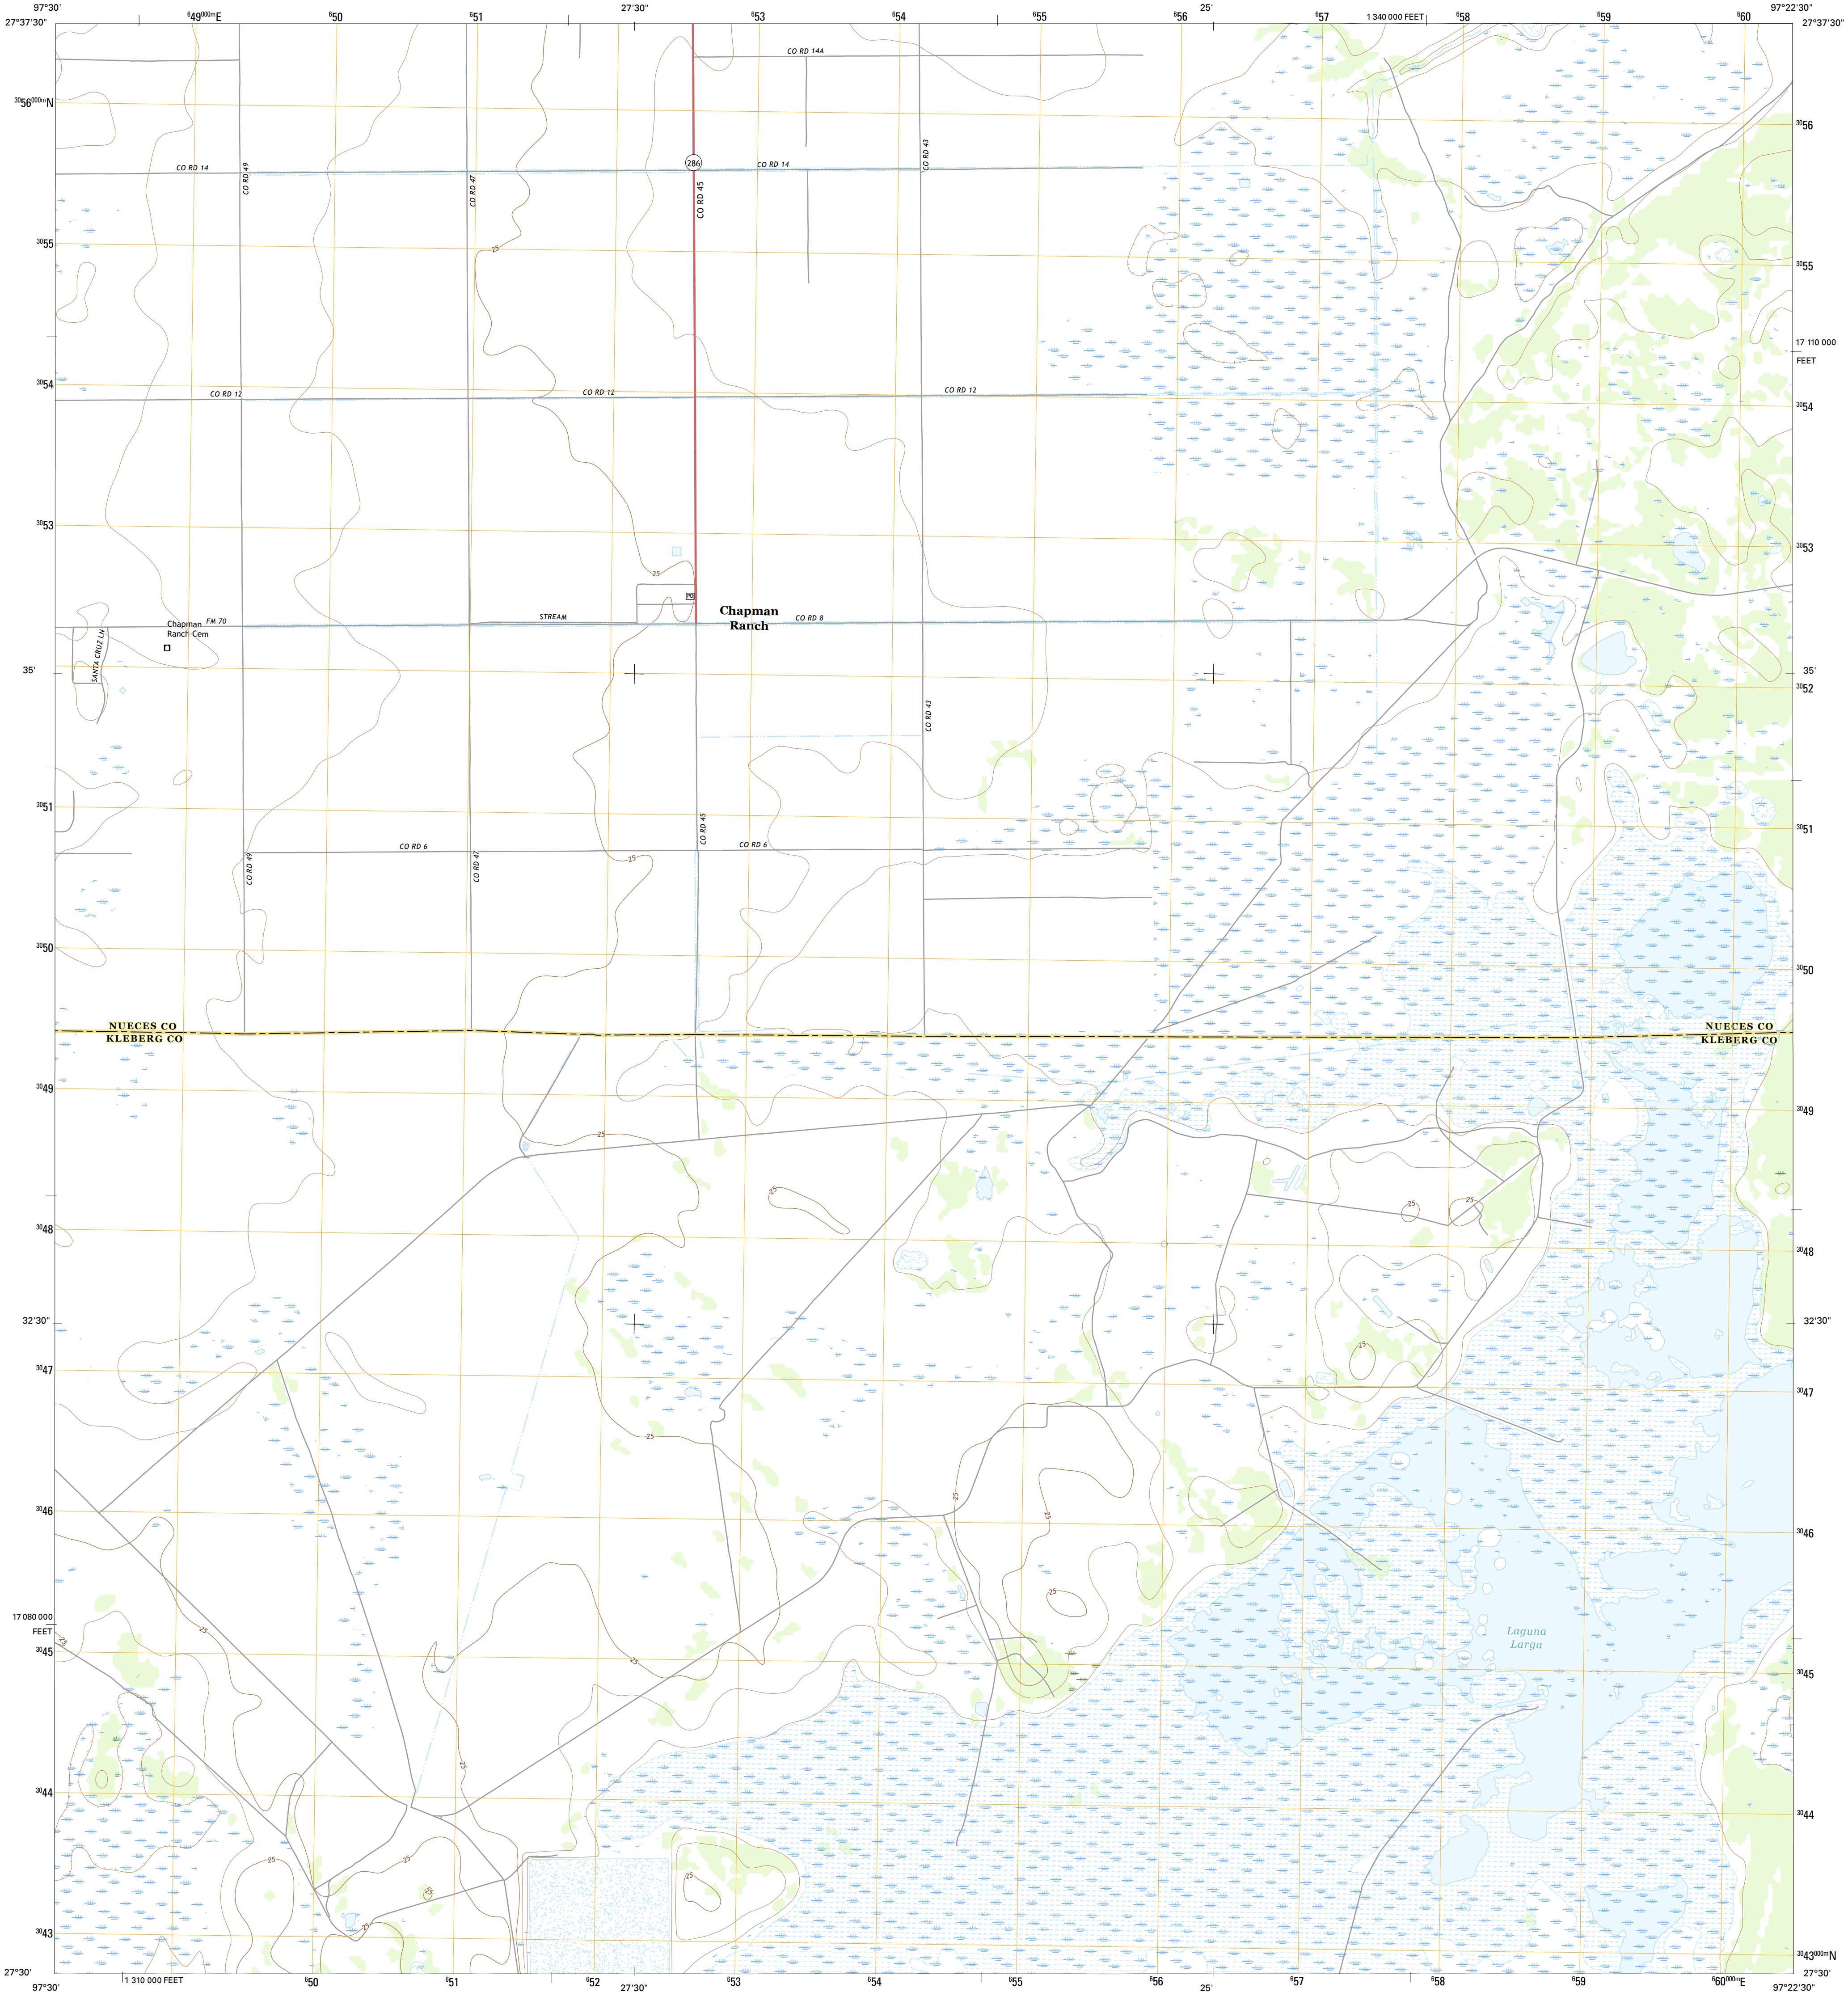 97°30'
⁶49⁰⁰⁰ᵐE
⁶50
⁶51
27'30"
⁶53
⁶54
⁶55
⁶56
25'
⁶57
1 340 000 FEET
⁶58
⁶59
⁶60
97°22'30"
27°37'30"
27°37'30"
CO RD 14A
³⁰56⁰⁰⁰ᵐN
³⁰56
CO RD 14
CO RD 49
CO RD 47
286
CO RD 45
CO RD 14
CO RD 43
³⁰55
25
³⁰55
17 110 000
FEET
³⁰54
CO RD 12
CO RD 12
CO RD 12
³⁰54
³⁰53
³⁰53
25
PO
Chapman
Ranch
Chapman
Ranch Cem
FM 70
STREAM
CO RD 8
SANTA CRUZ LN
35'
35'
³⁰52
CO RD 43
³⁰51
³⁰51
CO RD 45
CO RD 6
CO RD 6
25
CO RD 49
CO RD 47
³⁰50
³⁰50
NUECES CO
KLEBERG CO
NUECES CO
KLEBERG CO
³⁰49
³⁰49
25
25
25
25
³⁰48
³⁰48
32'30"
32'30"
25
³⁰47
³⁰47
25
25
25
³⁰46
³⁰46
25
17 080 000
FEET
25
25
Laguna
Larga
³⁰45
25
³⁰45
25
³⁰44
³⁰44
25
25
25
25
25
³⁰43
³⁰43⁰⁰⁰ᵐN
27°30'
27°30'
97°30'
1 310 000 FEET
⁶50
⁶51
⁶52
27'30"
⁶53
⁶54
⁶55
⁶56
25'
⁶57
⁶58
⁶59
⁶60⁰⁰⁰ᵐE
97°22'30"